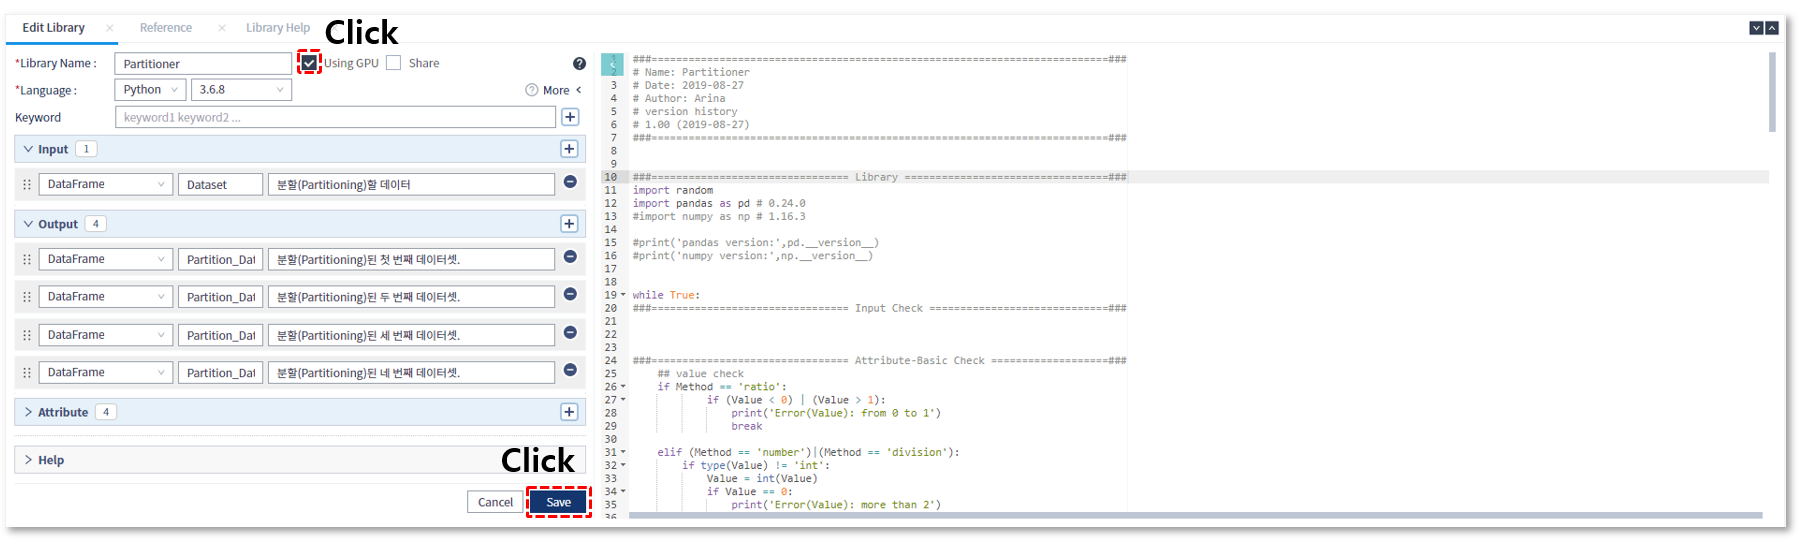 Edit Library
Reference
Library Help
Click
*Library Name :
Partitioner
Using GPU
Share
*Language :
Python
3.6.8
More
Keyword
keyword1 keyword2 ...
Input 1
DataFrame
Dataset
분할(Partitioning)할 데이터
Output 4
DataFrame
Partition_Dat
분할(Partitioning)된 첫 번째 데이터셋.
DataFrame
Partition_Dat
분할(Partitioning)된 두 번째 데이터셋.
DataFrame
Partition_Dat
분할(Partitioning)된 세 번째 데이터셋.
DataFrame
Partition_Dat
분할(Partitioning)된 네 번째 데이터셋.
Attribute 4
Help
Click
Cancel
Save
1 ###==========================================================================###
2 # Name: Partitioner
3 # Date: 2019-08-27
4 # Author: Arina
5 # version history
6 # 1.00 (2019-08-27)
7 ###==========================================================================###
8
9
10 ###================================ Library =================================###
11 import random
12 import pandas as pd # 0.24.0
13 #import numpy as np # 1.16.3
14
15 #print('pandas version:',pd.__version__)
16 #print('numpy version:',np.__version__)
17
18
19 while True:
20 ###================================ Input Check =============================###
21
22
23
24 ###================================ Attribute-Basic Check ===================###
25 ## value check
26 if Method == 'ratio':
27 if (Value < 0) | (Value > 1):
28 print('Error(Value): from 0 to 1')
29 break
30
31 elif (Method == 'number')|(Method == 'division'):
32 if type(Value) != 'int':
33 Value = int(Value)
34 if Value == 0:
35 print('Error(Value): more than 2')
36